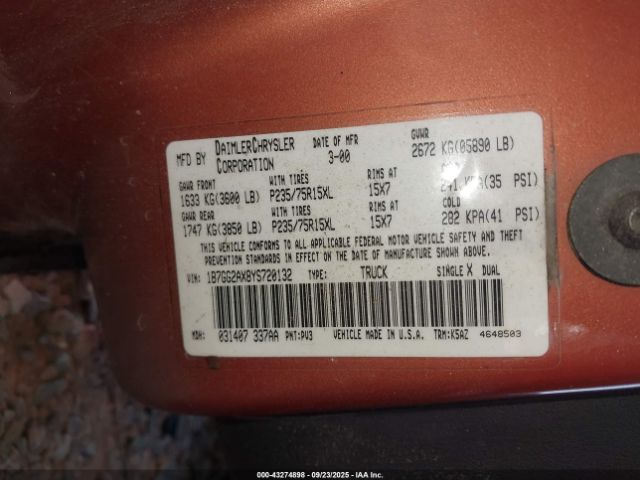 MFD BY DAIMLERCHRYSLER CORPORATION DATE OF MFR 3-00 GVWR 2672 KG(05890 LB)
GAWR FRONT WITH TIRES RIMS AT COLD
1633 KG(3600 LB) P235/75R15XL 15X7 241 KPA(35 PSI)
GAWR REAR WITH TIRES RIMS AT COLD
1747 KG(3850 LB) P235/75R15XL 15X7 282 KPA(41 PSI)
THIS VEHICLE CONFORMS TO ALL APPLICABLE FEDERAL MOTOR VEHICLE SAFETY AND THEFT
PREVENTION STANDARDS IN EFFECT ON THE DATE OF MANUFACTURE SHOWN ABOVE.
VIN: 1B7GG2AX8YS720132 TYPE: TRUCK SINGLE X DUAL
MDH: 031407 337AA PNT:PV3 VEHICLE MADE IN U.S.A. TRM:K5AZ 4648503
000-43274898 | 09/23/2025 | IAA Inc.